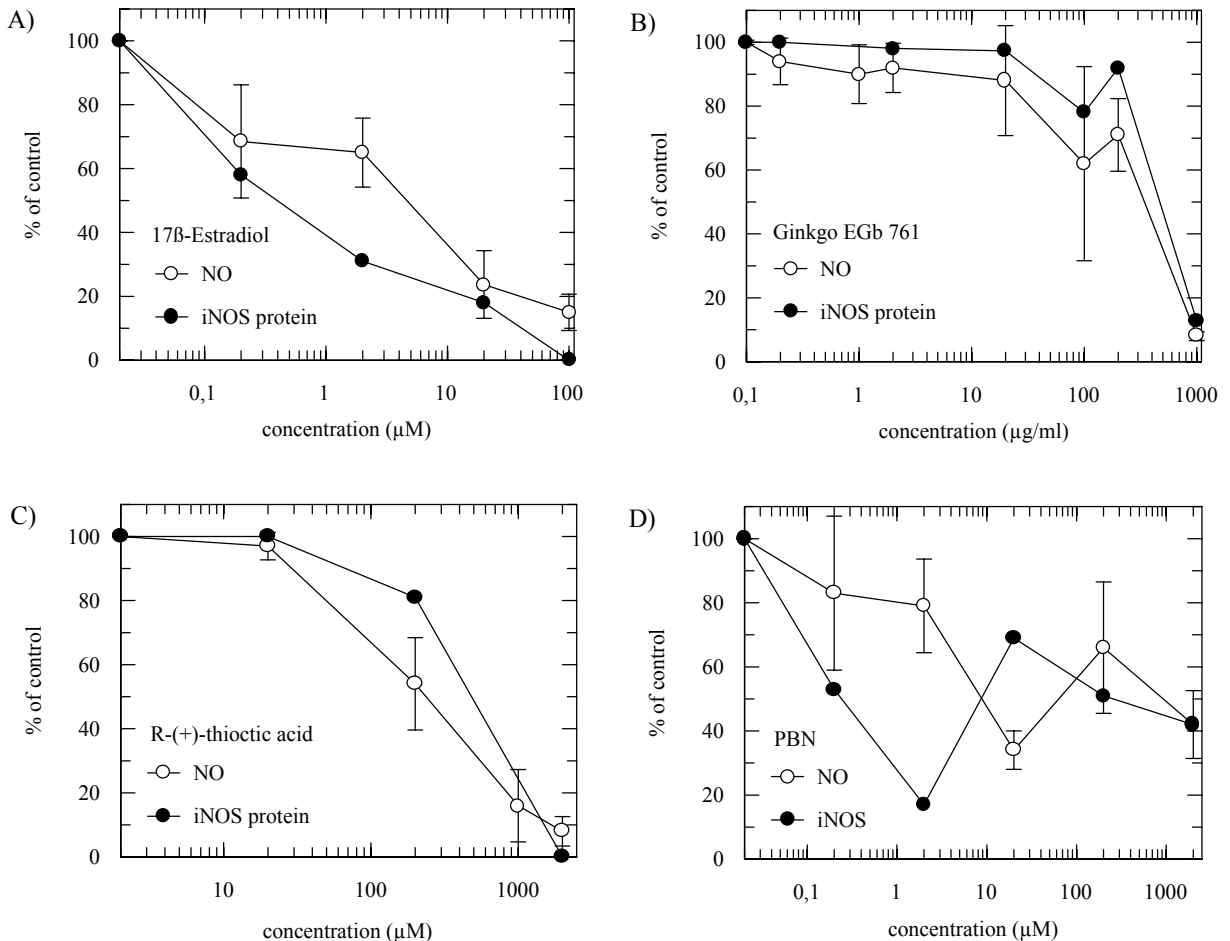 A)
100
80
60
40
20
0
% of control
17ß-Estradiol
NO
iNOS protein
0,1
1
10
100
concentration (µM)
B)
100
80
60
40
20
0
% of control
Ginkgo EGb 761
NO
iNOS protein
0,1
1
10
100
1000
concentration (µg/ml)
C)
100
80
60
40
20
0
% of control
R-(+)-thioctic acid
NO
iNOS protein
10
100
1000
concentration (µM)
D)
100
80
60
40
20
0
% of control
PBN
NO
iNOS
0,1
1
10
100
1000
concentration (µM)